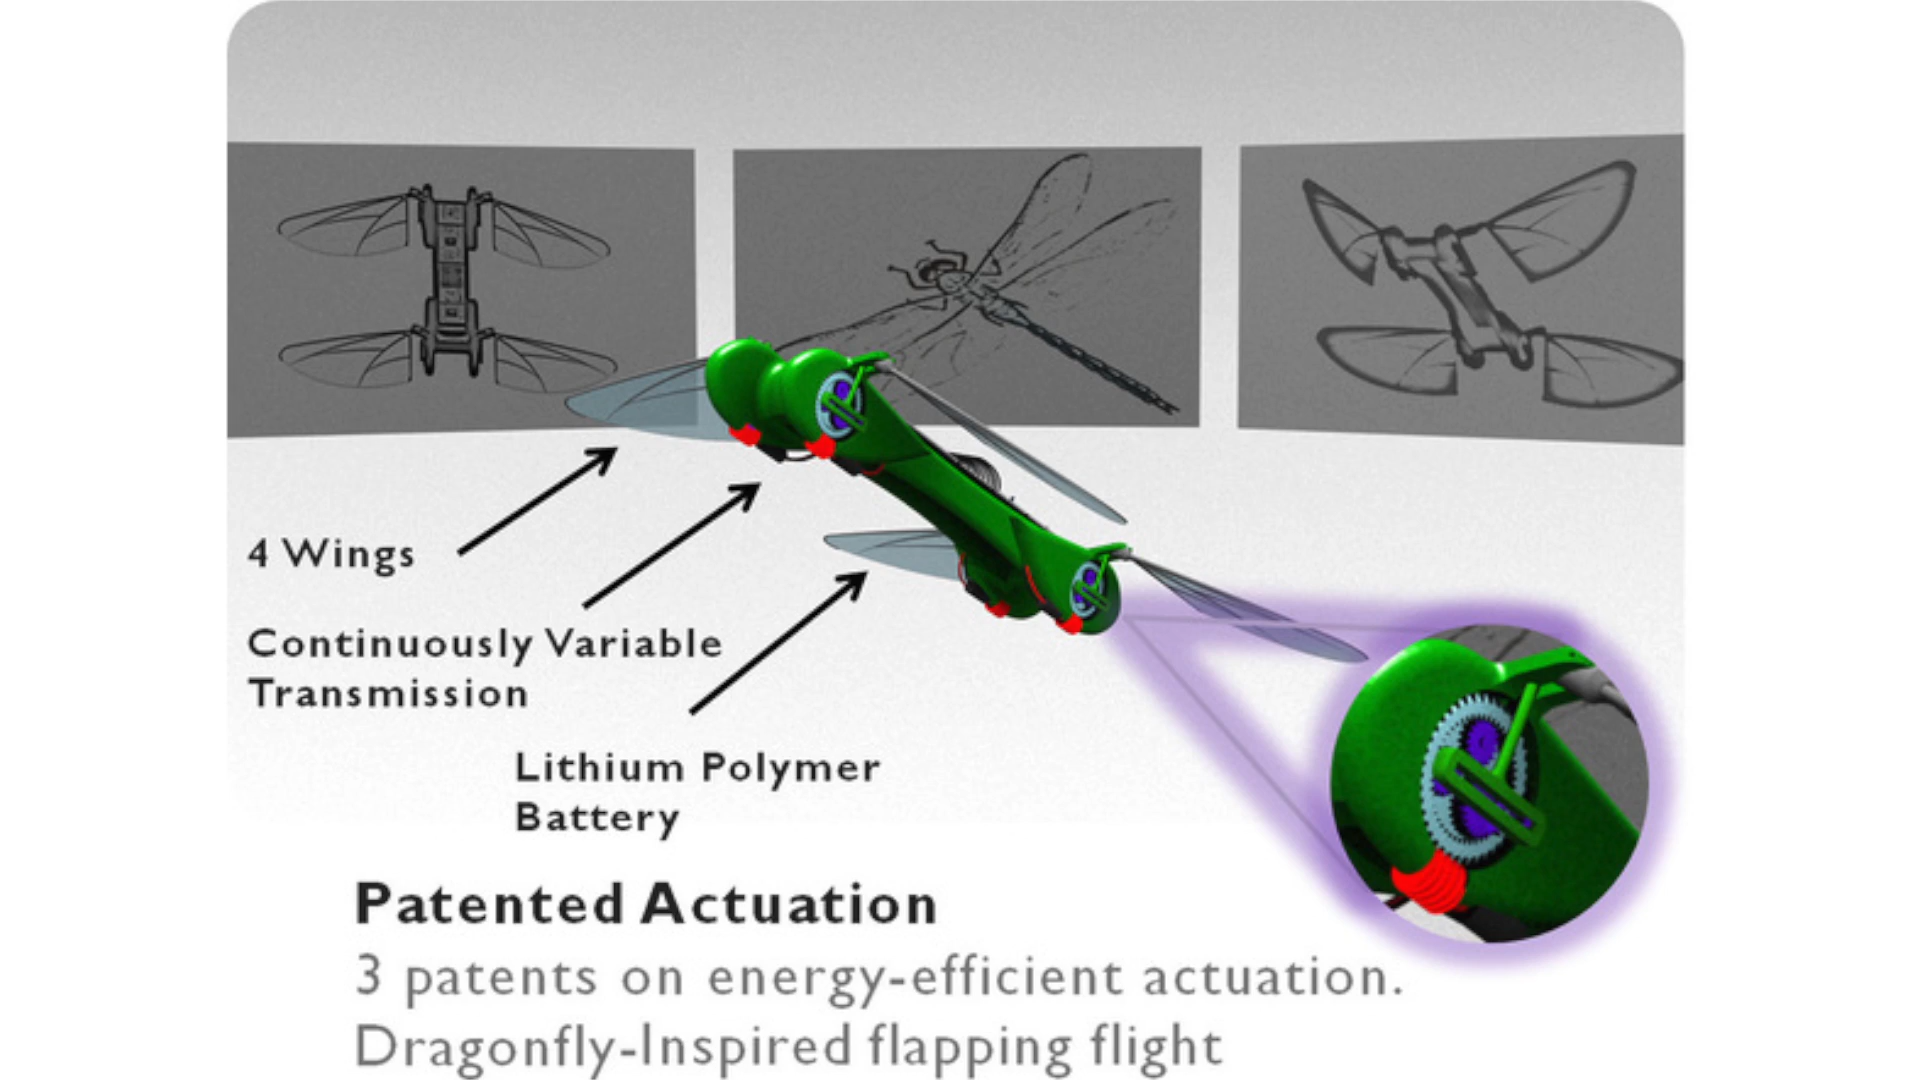 4 Wings
Continuously Variable
Transmission
Lithium Polymer
Battery
Patented Actuation
3 patents on energy-efficient actuation.
Dragonfly-Inspired flapping flight